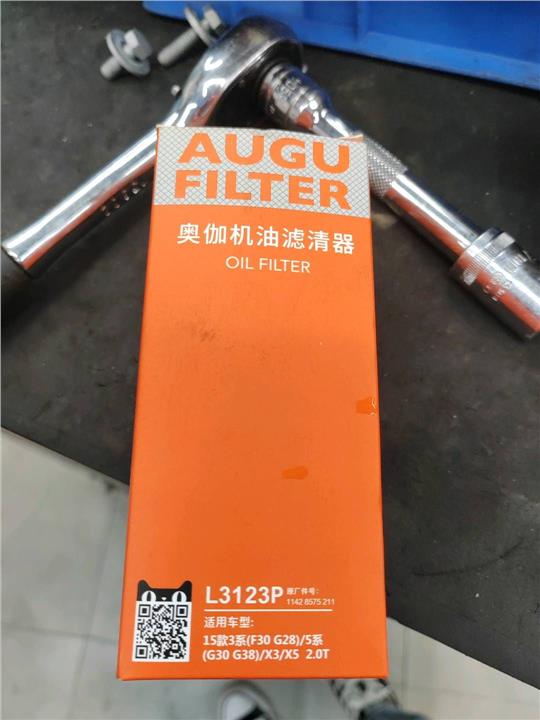 AUGU
FILTER
奥伽机油滤清器
OIL FILTER
L3123P 原厂件号:
1142 8575 211
适用车型:
15款3系(F30 G28)/5系
(G30 G38)/X3/X5 2.0T